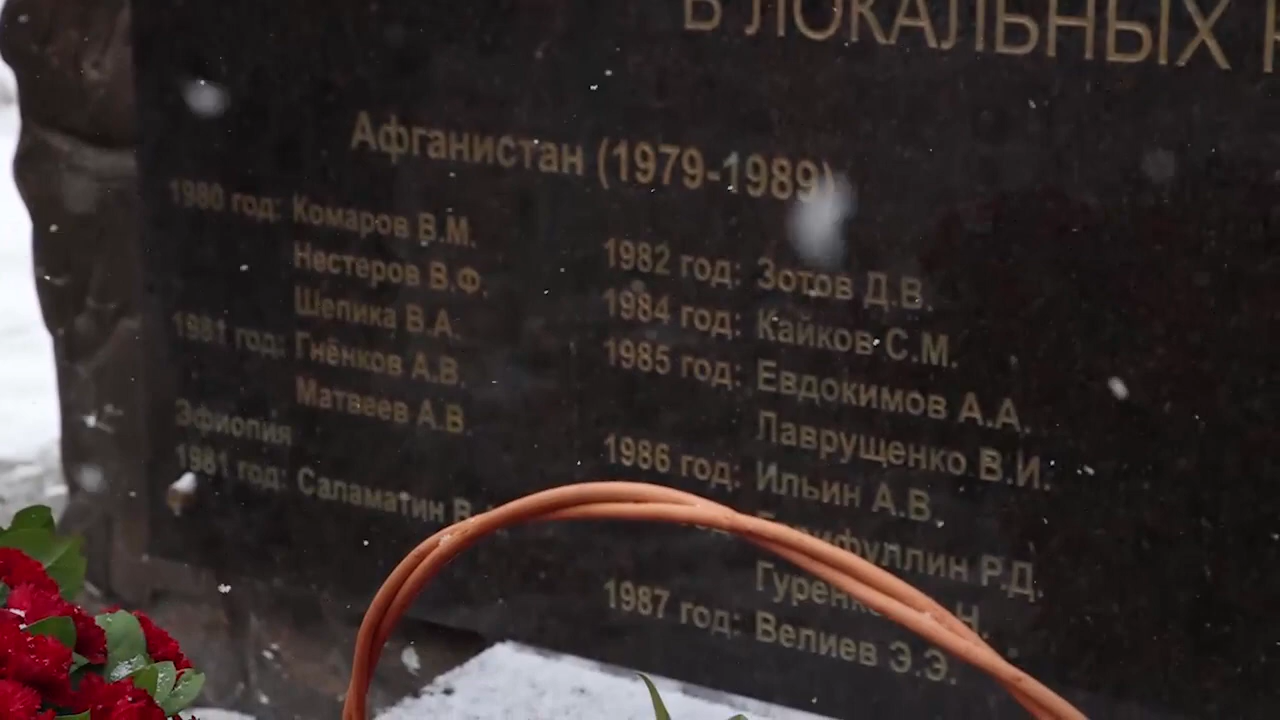 В ЛОКАЛЬНЫХ
Афганистан (1979-1989)
1980 год: Комаров В.М.
Нестеров В.Ф.
Шепика В.А.
1981 год: Гнёнков А.В.
Матвеев А.В.
Эфиопия
1981 год: Саламатин В.
1982 год: Зотов Д.В.
1984 год: Кайков С.М.
1985 год: Евдокимов А.А.
Лаврущенко В.И.
1986 год: Ильин А.В.
Р.Д.
Н.
1987 год: Велиев Э.Э.